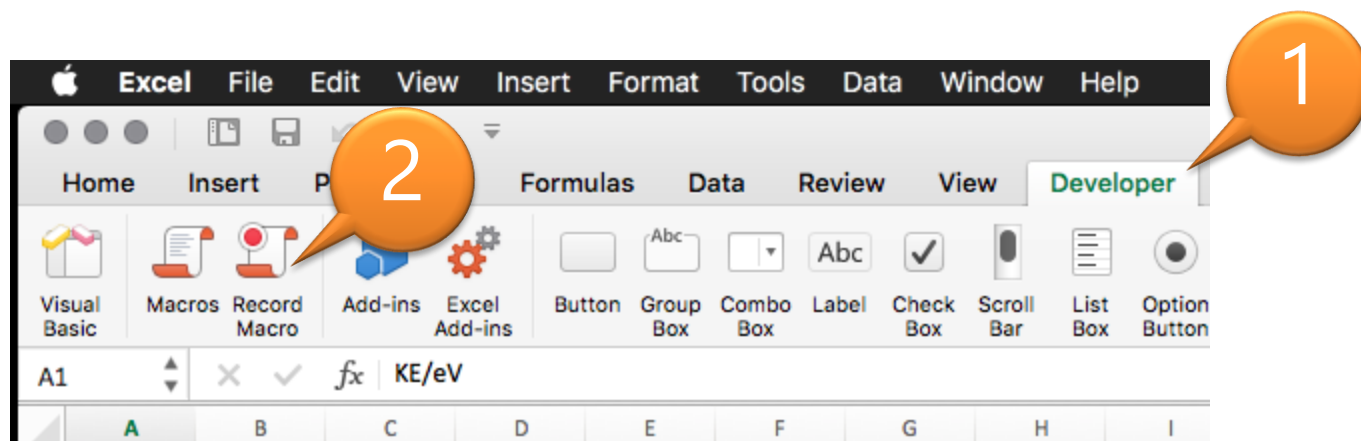 1
Excel File Edit View Insert Format Tools Data Window Help
2
Home Insert P Formulas Data Review View Developer
Abc
Abc
Visual Basic
Macros
Record Macro
Add-ins
Excel Add-ins
Button
Group Box
Combo Box
Label
Check Box
Scroll Bar
List Box
Option Button
A1 fx KE/eV
A B C D E F G H I